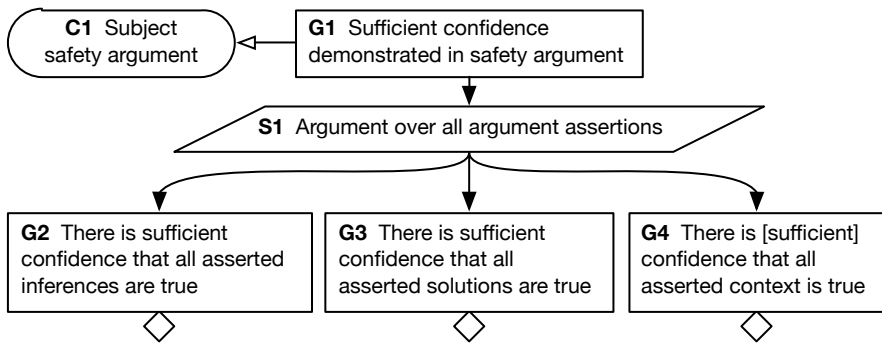 C1 Subject
safety argument
G1 Sufficient confidence
demonstrated in safety argument
S1 Argument over all argument assertions
G2 There is sufficient
confidence that all asserted
inferences are true
G3 There is sufficient
confidence that all
asserted solutions are true
G4 There is [sufficient]
confidence that all
asserted context is true